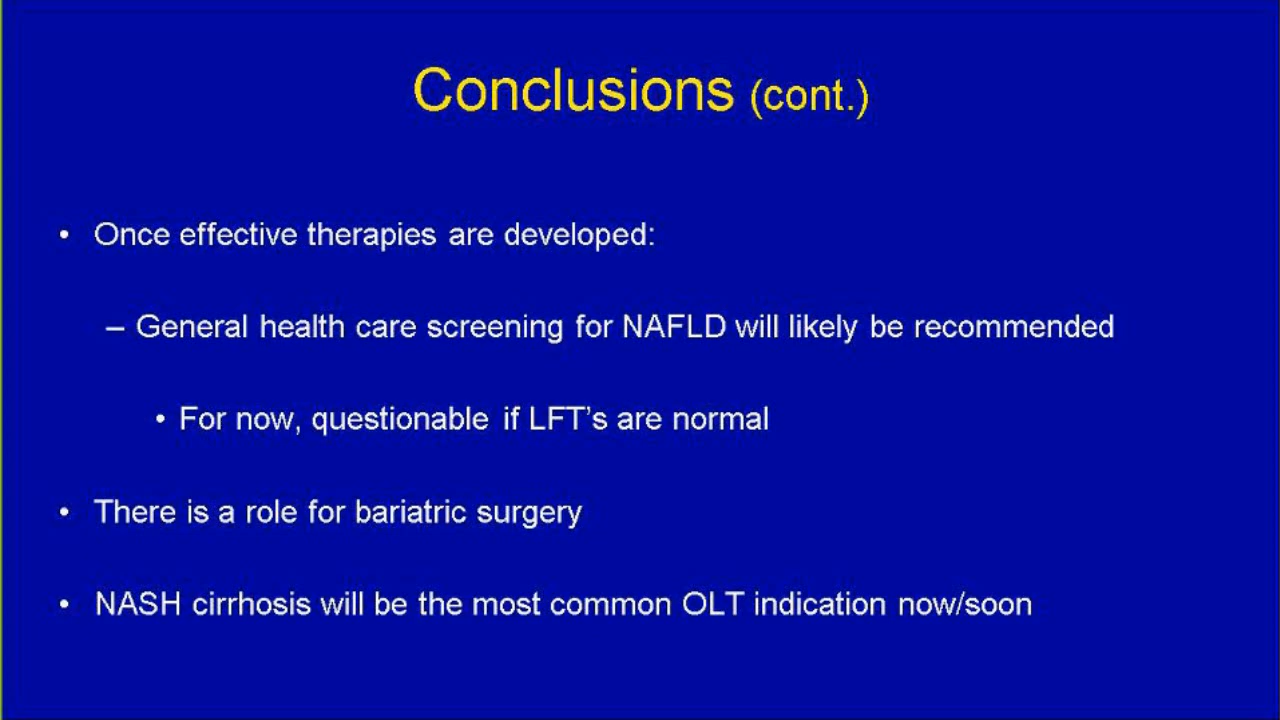 Conclusions (cont.)
• Once effective therapies are developed:
– General health care screening for NAFLD will likely be recommended
• For now, questionable if LFT's are normal
• There is a role for bariatric surgery
• NASH cirrhosis will be the most common OLT indication now/soon